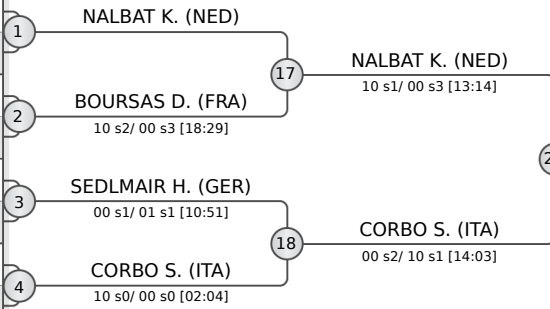 NALBAT K. (NED)
1
17
NALBAT K. (NED)
10 s1/ 00 s3 [13:14]
BOURSAS D. (FRA)
2
10 s2/ 00 s3 [18:29]
SEDLMAIR H. (GER)
3
00 s1/ 01 s1 [10:51]
18
CORBO S. (ITA)
00 s2/ 10 s1 [14:03]
CORBO S. (ITA)
4
10 s0/ 00 s0 [02:04]